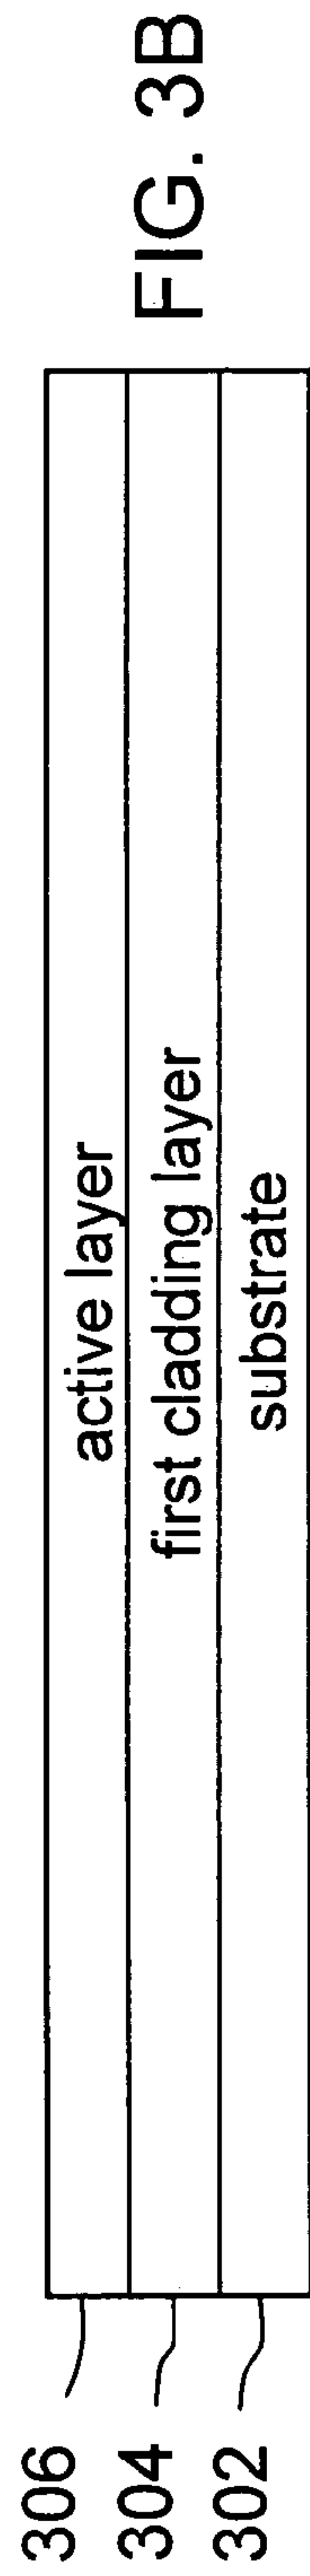 306
active layer
304
first cladding layer
302
substrate
FIG. 3B